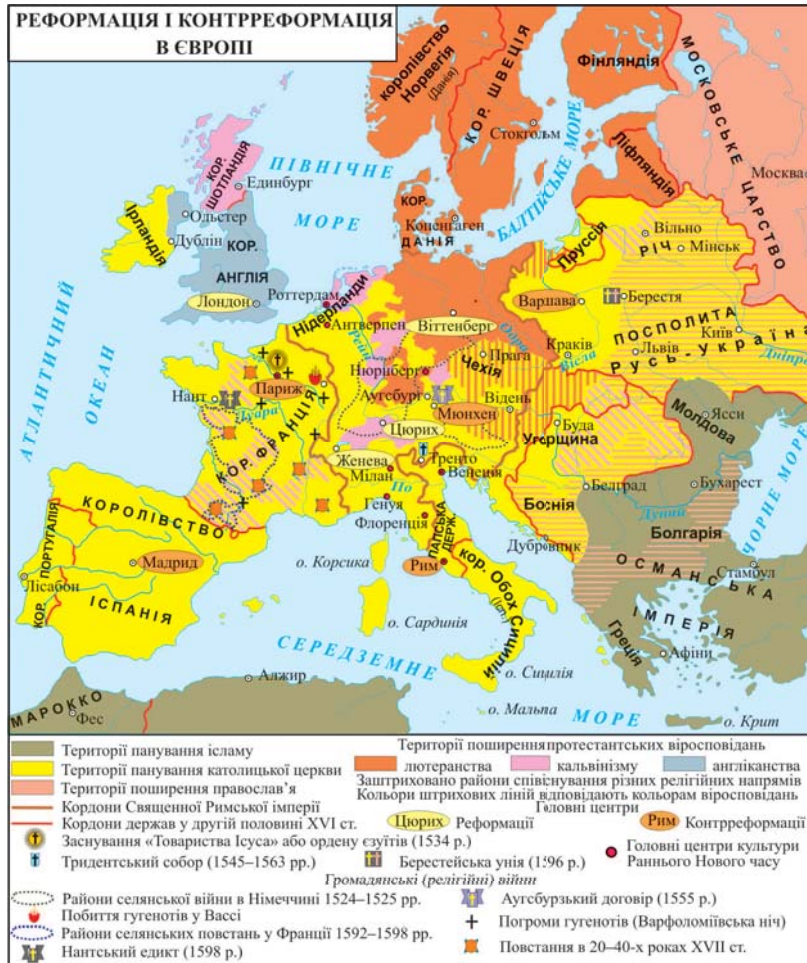 РЕФОРМАЦІЯ І КОНТРРЕФОРМАЦІЯ
В ЄВРОПІ
королівство
Норвегія
(Данія)
КОР. ШВЕЦІЯ
Фінляндія
МОСКОВСЬКЕ ЦАРСТВО
Стокгольм
Ліфляндія
Москва
КОР.
ШОТЛАНДІЯ
Единбург
ПІВНІЧНЕ
МОРЕ
БАЛТІЙСЬКЕ МОРЕ
КОР.
ДАНІЯ
Копенгаген
Ірландія
Ольстер
Дублін
КОР.
АНГЛІЯ
Лондон
Пруссія
Вільно
РІЧ
Мінськ
Роттердам
Нідерланди
Антверпен
Рейн
Віттенберг
Одра
Варшава
Берестя
ПОСПОЛИТА
Київ
Львів
Русь-Україна
Дніпро
Краків
Вісла
Прага
Чехія
Нюрнберг
Аугсбург
Мюнхен
Відень
АТЛАНТИЧНИЙ
ОКЕАН
Париж
Нант
Луара
КОР. ФРАНЦІЯ
Цюрих
Женева
Тренто
Мілан
Венеція
По
Генуя
Флоренція
ПАПСЬКА
ДЕРЖ.
Рим
Буда
Угорщина
Молдова
Ясси
Белград
Бухарест
Дунай
Боснія
Болгарія
Дубровник
ЧОРНЕ МОРЕ
Стамбул
ОСМАНСЬКА
ІМПЕРІЯ
Греція
Афіни
КОРОЛІВСТВО
ІСПАНІЯ
КОР. ПОРТУГАЛІЯ
Мадрид
Лісабон
о. Корсика
о. Сардинія
кор. Обох Сицилій
(Ісп.)
о. Сицилія
о. Мальпа
о. Крит
СЕРЕДЗЕМНЕ
МОРЕ
Алжир
МАРОККО
Фес
Території панування ісламу
Території панування католицької церкви
Території поширення православ’я
Кордони Священної Римської імперії
Кордони держав у другій половині XVI ст.
Заснування «Товариства Ісуса» або ордену єзуїтів (1534 р.)
Тридентський собор (1545–1563 рр.)
Території поширення протестантських віросповідань
лютеранства
кальвінізму
англіканства
Заштриховано райони співіснування різних релігійних напрямів
Кольори штрихових ліній відповідають кольорам віросповідань
Головні центри
Цюрих
Реформації
Рим
Контрреформації
Берестейська унія (1596 р.)
Головні центри культури
Раннього Нового часу
Громадянські (релігійні) війни
Райони селянської війни в Німеччині 1524–1525 рр.
Побиття гугенотів у Вассі
Райони селянських повстань у Франції 1592–1598 рр.
Нантський едикт (1598 р.)
Аугсбурзький договір (1555 р.)
Погроми гугенотів (Варфоломіївська ніч)
Повстання в 20–40-х роках XVII ст.